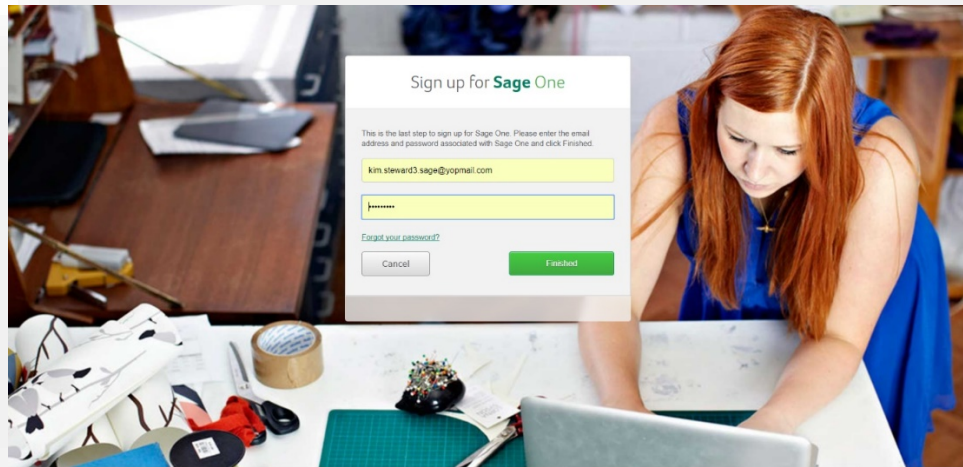 Sign up for Sage One
This is the last step to sign up for Sage One. Please enter the email
address and password associated with Sage One and click Finished.
kim.steward3.sage@yopmail.com
•••••••••
Forgot your password?
Cancel
Finished